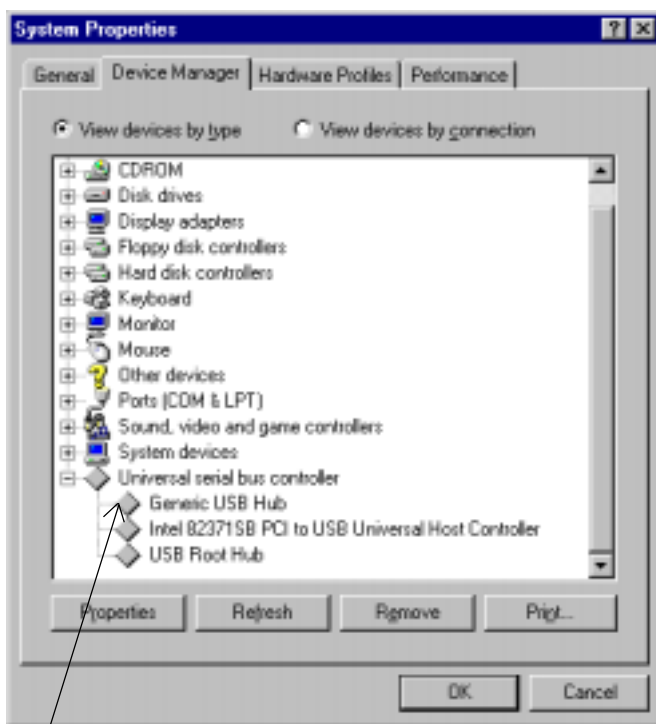 System Properties
General Device Manager Hardware Profiles Performance
View devices by type View devices by connection
CDROM
Disk drives
Display adapters
Floppy disk controllers
Hard disk controllers
Keyboard
Monitor
Mouse
Other devices
Ports (COM & LPT)
Sound, video and game controllers
System devices
Universal serial bus controller
Generic USB Hub
Intel 82371SB PCI to USB Universal Host Controller
USB Root Hub
Properties Refresh Remove Print...
OK Cancel